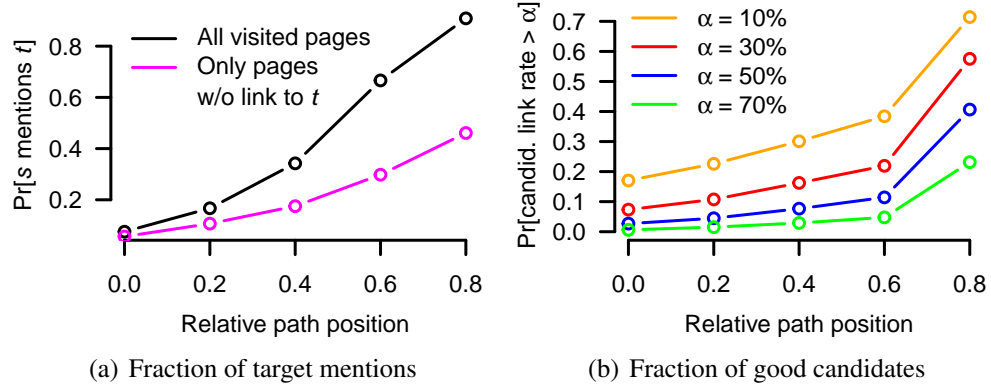 Pr[s mentions t]
0.8
0.6
0.4
0.2
All visited pages
Only pages
w/o link to t
0.0 0.2 0.4 0.6 0.8
Relative path position
(a) Fraction of target mentions
Pr[candid. link rate > α]
0.7
0.6
0.5
0.4
0.3
0.2
0.1
0.0
α = 10%
α = 30%
α = 50%
α = 70%
0.0 0.2 0.4 0.6 0.8
Relative path position
(b) Fraction of good candidates